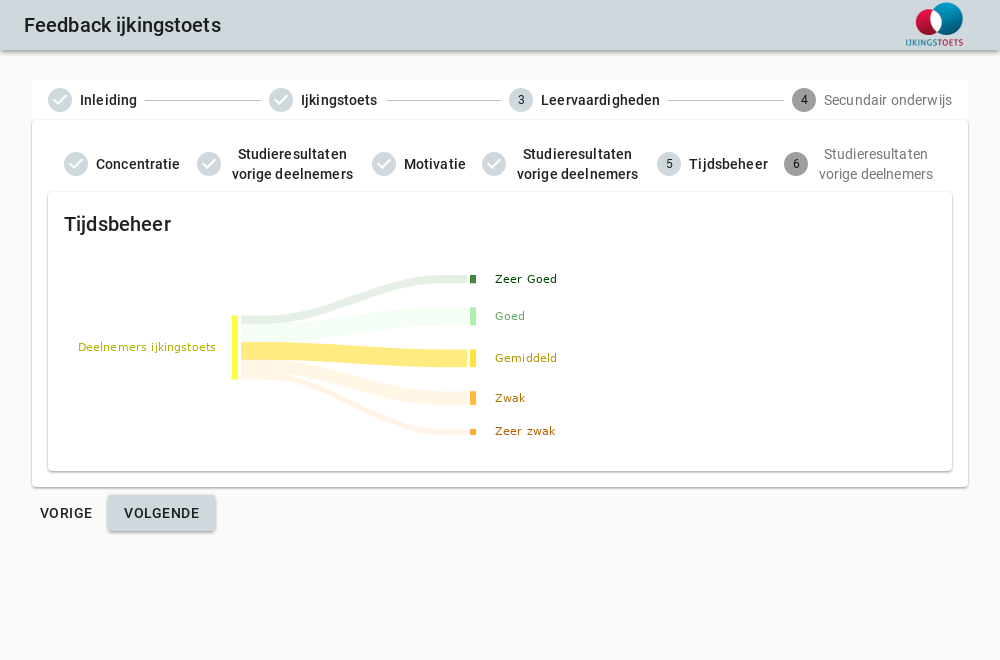 Feedback ijkingstoets
IJKINGSTOETS
Inleiding
Ijkingstoets
3 Leervaardigheden
4 Secundair onderwijs
Concentratie
Studieresultaten
vorige deelnemers
Motivatie
Studieresultaten
vorige deelnemers
5 Tijdsbeheer
6 Studieresultaten
vorige deelnemers
Tijdsbeheer
Deelnemers ijkingstoets
Zeer Goed
Goed
Gemiddeld
Zwak
Zeer zwak
VORIGE
VOLGENDE